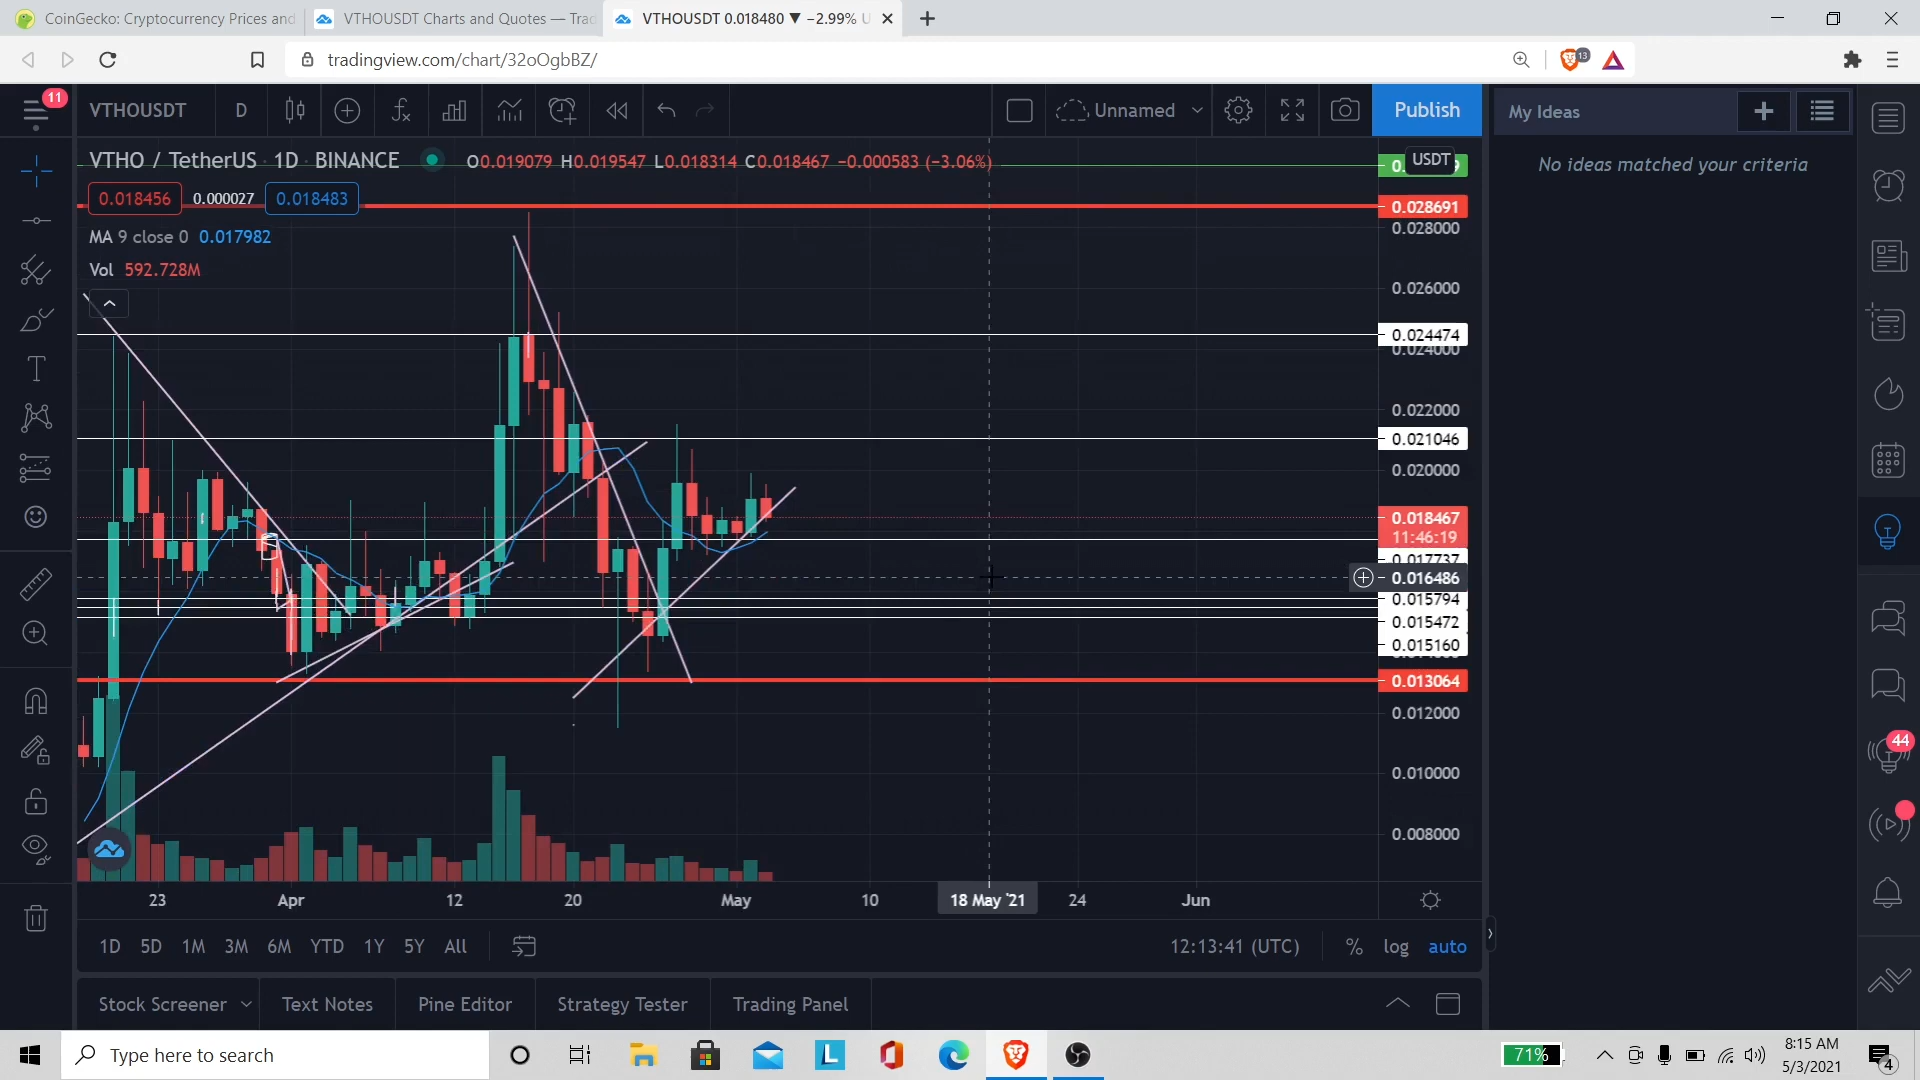 CoinGecko: Cryptocurrency Prices and
VTHOUSDT Charts and Quotes — Trad
VTHOUSDT 0.018480 ▼ −2.99% U
tradingview.com/chart/32oOgbBZ/
13
11
VTHOUSDT
D
Unnamed
Publish
My Ideas
No ideas matched your criteria
VTHO / TetherUS · 1D · BINANCE
O0.019079 H0.019547 L0.018314 C0.018467 −0.000583 (−3.06%)
0.018456
0.000027
0.018483
MA 9 close 0 0.017982
Vol 592.728M
USDT
0.028691
0.028000
0.026000
0.024474
0.024000
0.022000
0.021046
0.020000
0.018467
11:46:19
0.017737
0.016486
0.015794
0.015472
0.015160
0.013064
0.012000
0.010000
0.008000
23
Apr
12
20
May
10
18 May '21
24
Jun
1D
5D
1M
3M
6M
YTD
1Y
5Y
All
12:13:41 (UTC)
%
log
auto
Stock Screener
Text Notes
Pine Editor
Strategy Tester
Trading Panel
44
Type here to search
L
71%
8:15 AM
5/3/2021
4